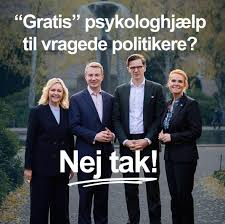 “Gratis” psykologhjælp
til vragede politikere?
Nej tak!